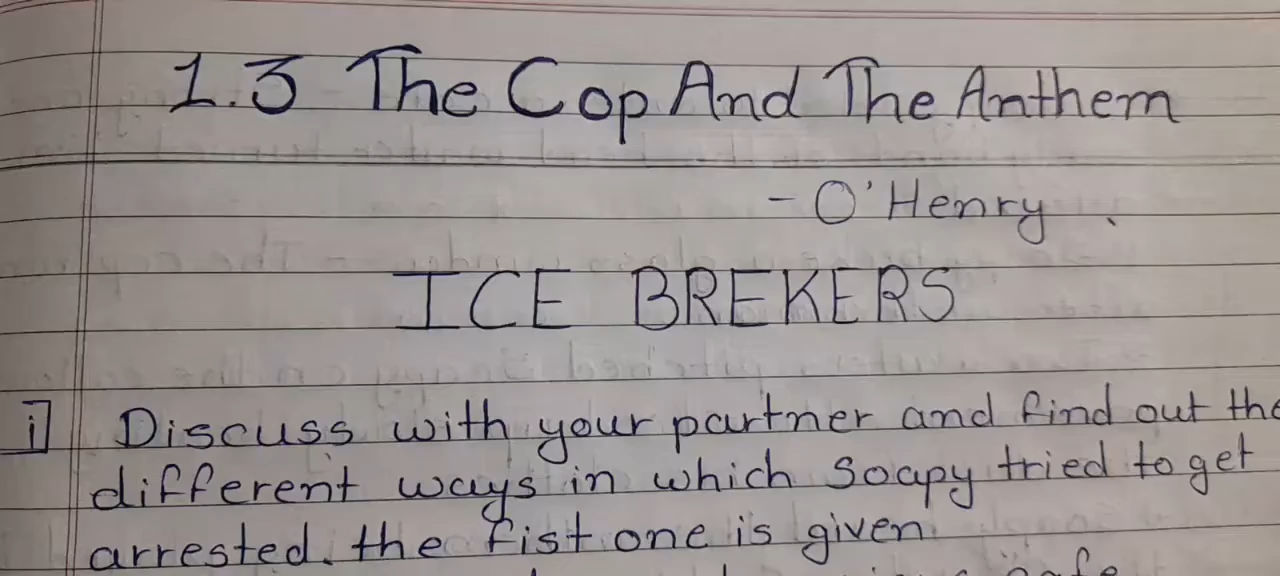 1.3 The Cop And The Anthem
- O'Henry.
ICE BREKERS
i] Discuss with your partner and find out the
different ways in which Soapy tried to get
arrested. the fist one is given.